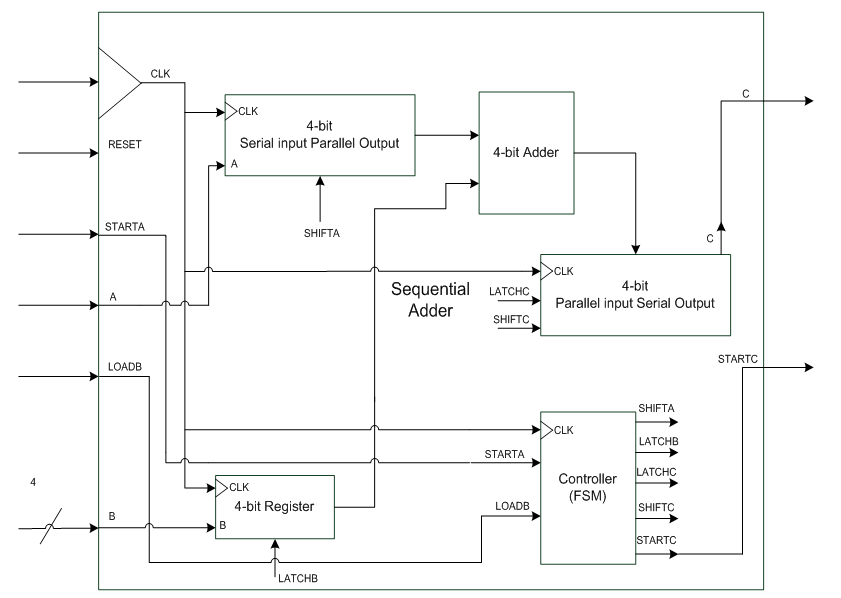 CLK
CLK
4-bit
Serial input Parallel Output
A
SHIFTA
RESET
STARTA
A
LOADB
4
B
4-bit Adder
C
C
CLK
4-bit
Parallel input Serial Output
LATCHC
SHIFTC
Sequential
Adder
STARTC
CLK
STARTA
LOADB
Controller
(FSM)
SHIFTA
LATCHB
LATCHC
SHIFTC
STARTC
CLK
4-bit Register
B
LATCHB